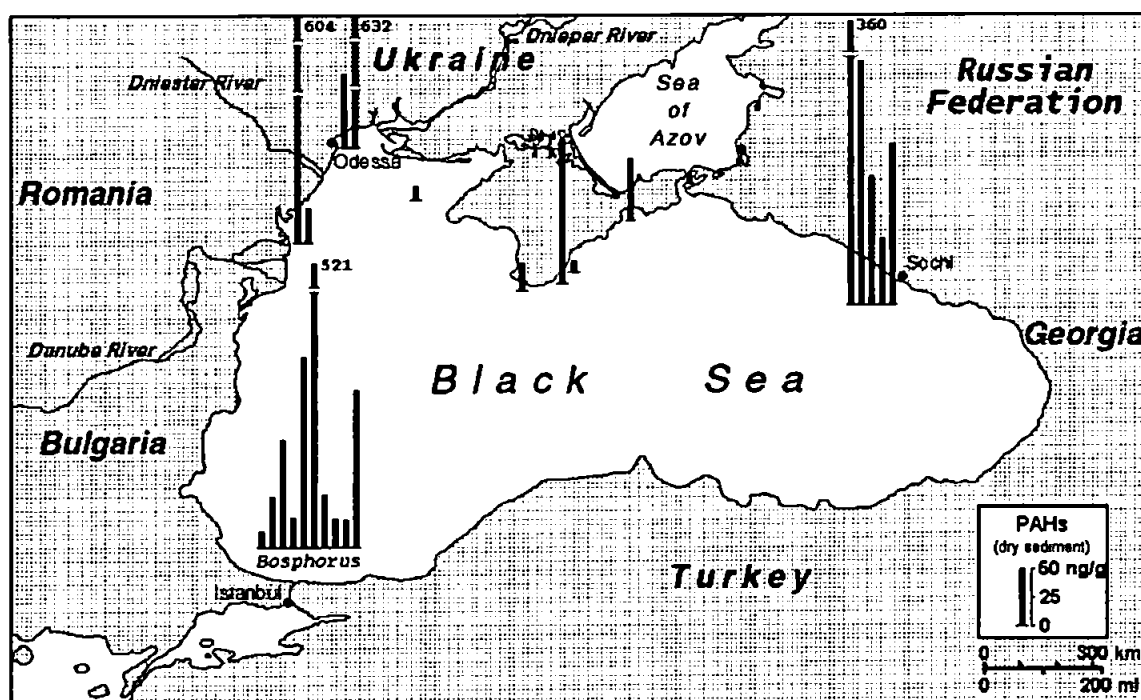 604
632
360
Dnieper River
Ukraine
Dniester River
Sea
of
Azov
Russian
Federation
Odessa
Romania
521
Sochi
Danube River
Georgia
Black Sea
Bulgaria
PAHs
(dry sediment)
50 ng/g
25
0
Bosphorus
Turkey
Istanbul
0 300 km
0 200 mi